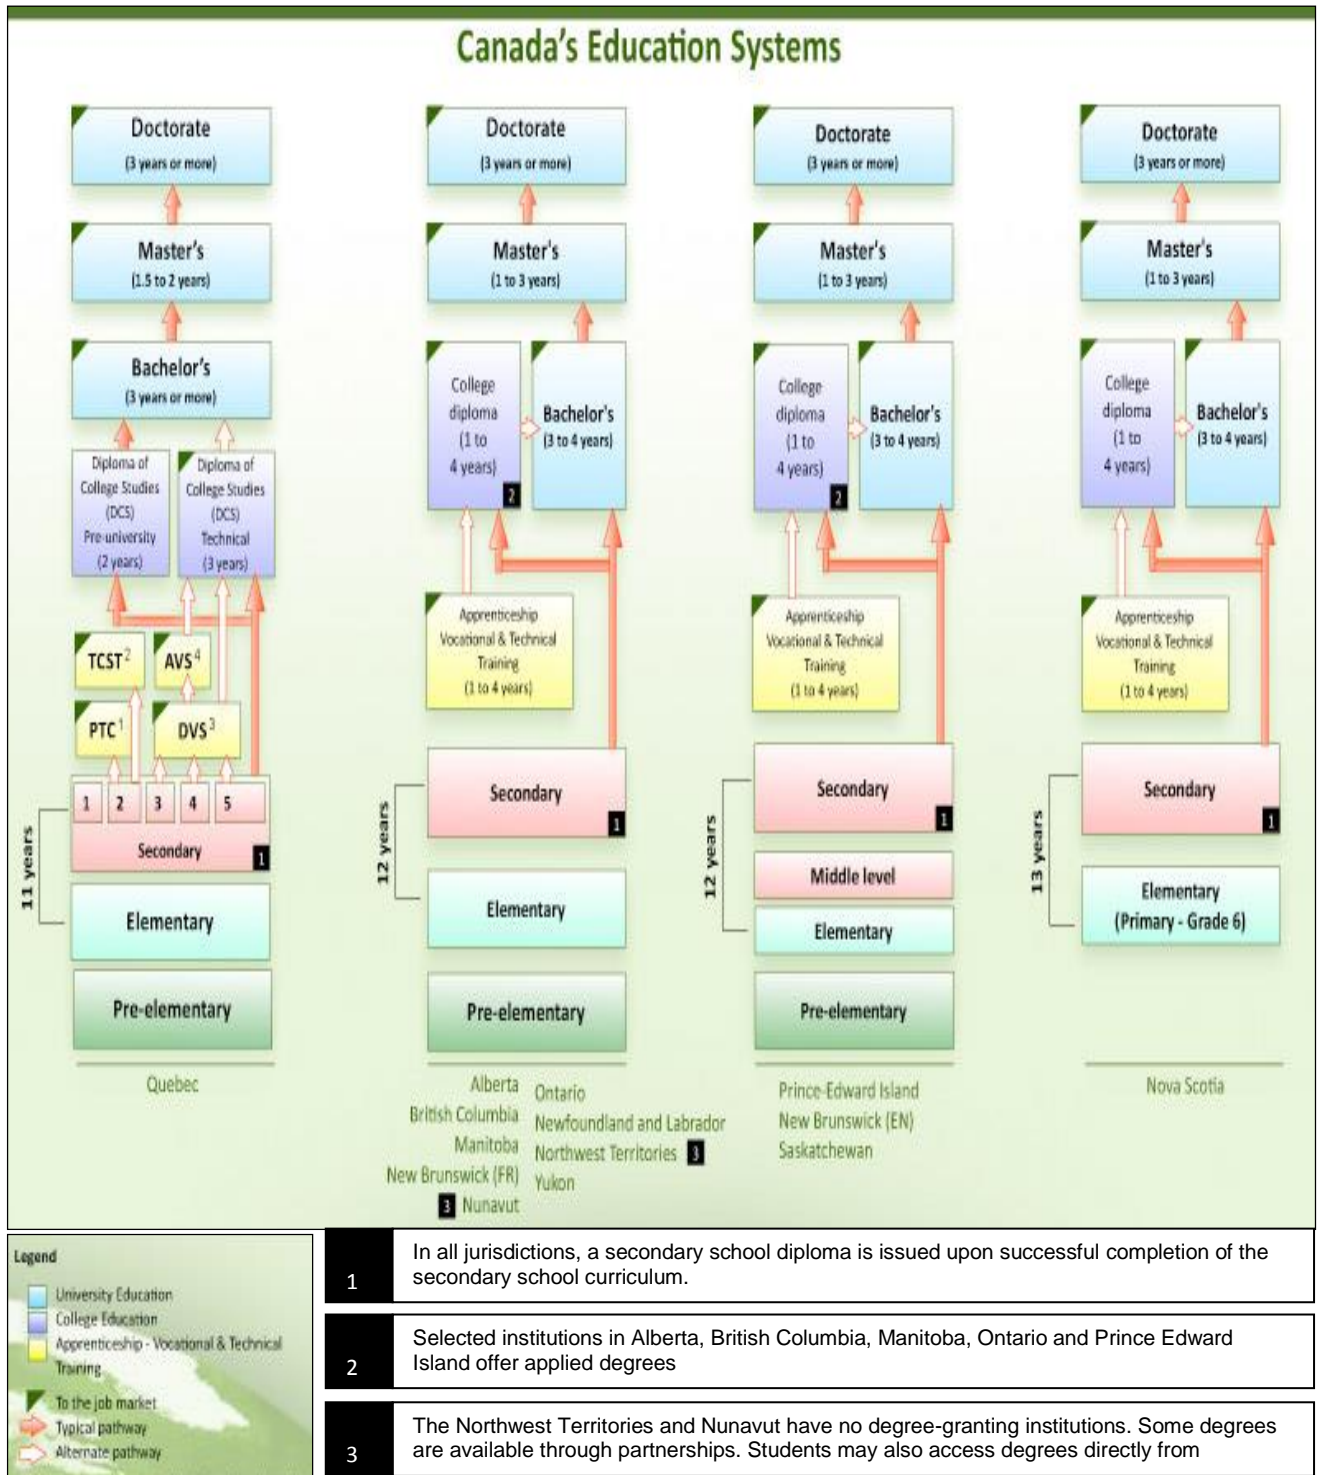 Canada's Education Systems
Doctorate
(3 years or more)
Master's
(1.5 to 2 years)
Bachelor's
(3 years or more)
Diploma of
College Studies
(DCS)
Pre-university
(2 years)
Diploma of
College Studies
(DCS)
Technical
(3 years)
TCST²
AVS⁴
PTC¹
DVS³
1 2 3 4 5
Secondary
1
11 years
Elementary
Pre-elementary
Quebec
Doctorate
(3 years or more)
Master's
(1 to 3 years)
College
diploma
(1 to
4 years)
2
Bachelor's
(3 to 4 years)
Apprenticeship
Vocational & Technical
Training
(1 to 4 years)
Secondary
1
12 years
Elementary
Pre-elementary
Alberta
British Columbia
Manitoba
New Brunswick (FR)
3 Nunavut
Ontario
Newfoundland and Labrador
Northwest Territories 3
Yukon
Doctorate
(3 years or more)
Master's
(1 to 3 years)
College
diploma
(1 to
4 years)
2
Bachelor's
(3 to 4 years)
Apprenticeship
Vocational & Technical
Training
(1 to 4 years)
Secondary
1
12 years
Middle level
Elementary
Pre-elementary
Prince-Edward Island
New Brunswick (EN)
Saskatchewan
Doctorate
(3 years or more)
Master's
(1 to 3 years)
College
diploma
(1 to
4 years)
Bachelor's
(3 to 4 years)
Apprenticeship
Vocational & Technical
Training
(1 to 4 years)
Secondary
1
13 years
Elementary
(Primary - Grade 6)
Nova Scotia
Legend
University Education
College Education
Apprenticeship - Vocational & Technical
Training
To the job market
Typical pathway
Alternate pathway
1
In all jurisdictions, a secondary school diploma is issued upon successful completion of the
secondary school curriculum.
2
Selected institutions in Alberta, British Columbia, Manitoba, Ontario and Prince Edward
Island offer applied degrees
3
The Northwest Territories and Nunavut have no degree-granting institutions. Some degrees
are available through partnerships. Students may also access degrees directly from